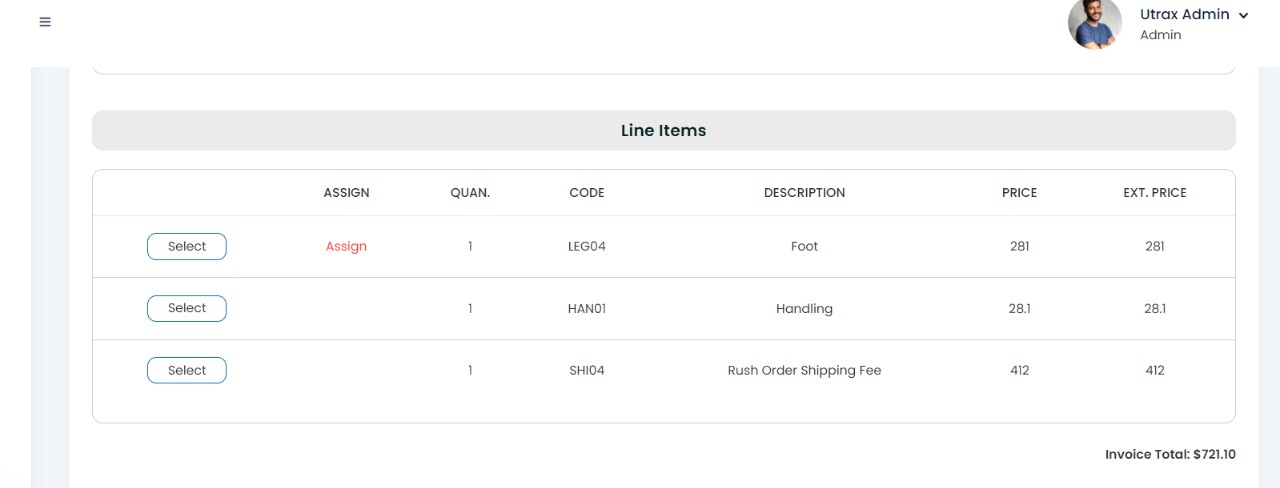 Utrax Admin
Admin
Line Items
ASSIGN QUAN. CODE DESCRIPTION PRICE EXT. PRICE
Select Assign 1 LEG04 Foot 281 281
Select 1 HAN01 Handling 28.1 28.1
Select 1 SHI04 Rush Order Shipping Fee 412 412
Invoice Total: $721.10